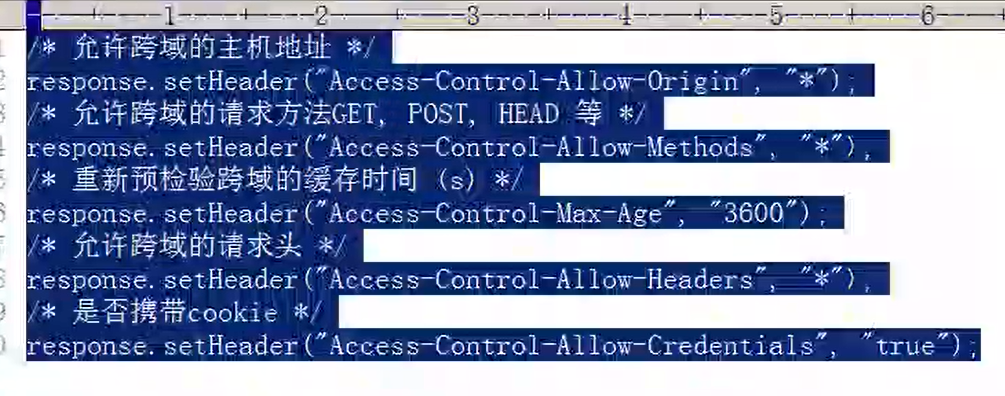 1 2 3 4 5 6
/* 允许跨域的主机地址 */
response.setHeader("Access-Control-Allow-Origin", "*");
/* 允许跨域的请求方法GET, POST, HEAD 等 */
response.setHeader("Access-Control-Allow-Methods", "*");
/* 重新预检验跨域的缓存时间 (s) */
response.setHeader("Access-Control-Max-Age", "3600");
/* 允许跨域的请求头 */
response.setHeader("Access-Control-Allow-Headers", "*");
/* 是否携带cookie */
response.setHeader("Access-Control-Allow-Credentials", "true");